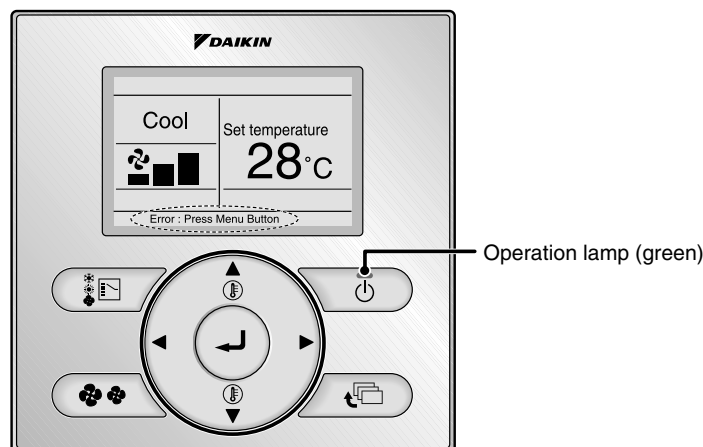 DAIKIN
Cool
Set temperature
28°C
Error : Press Menu Button
Operation lamp (green)